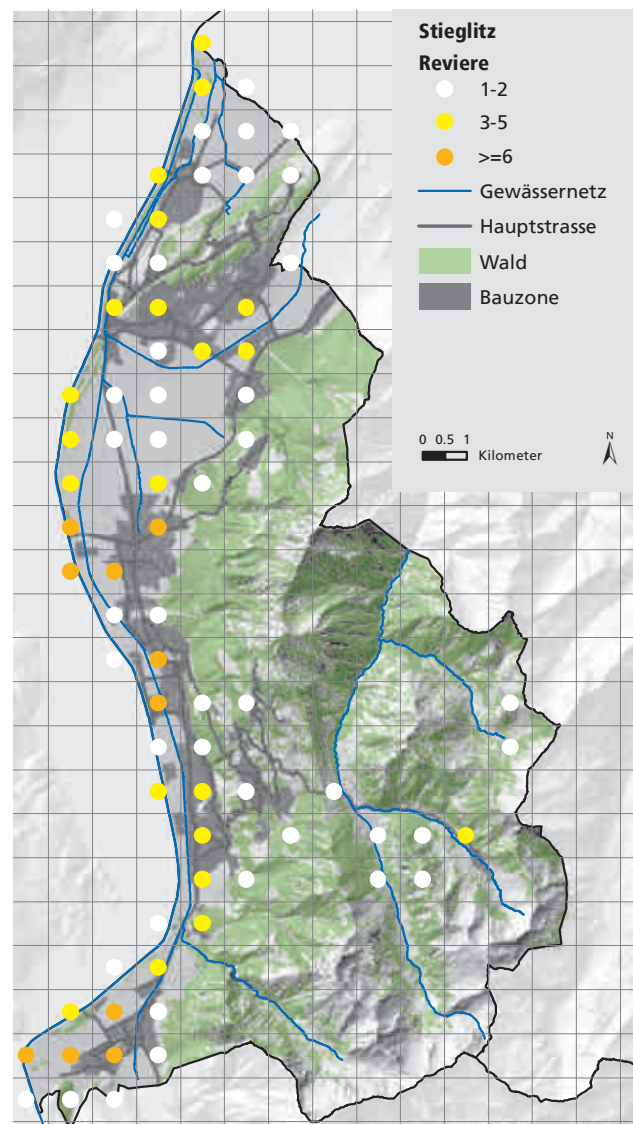 Stieglitz
Reviere
1-2
3-5
>=6
Gewässernetz
Hauptstrasse
Wald
Bauzone
0 0.5 1
Kilometer
N